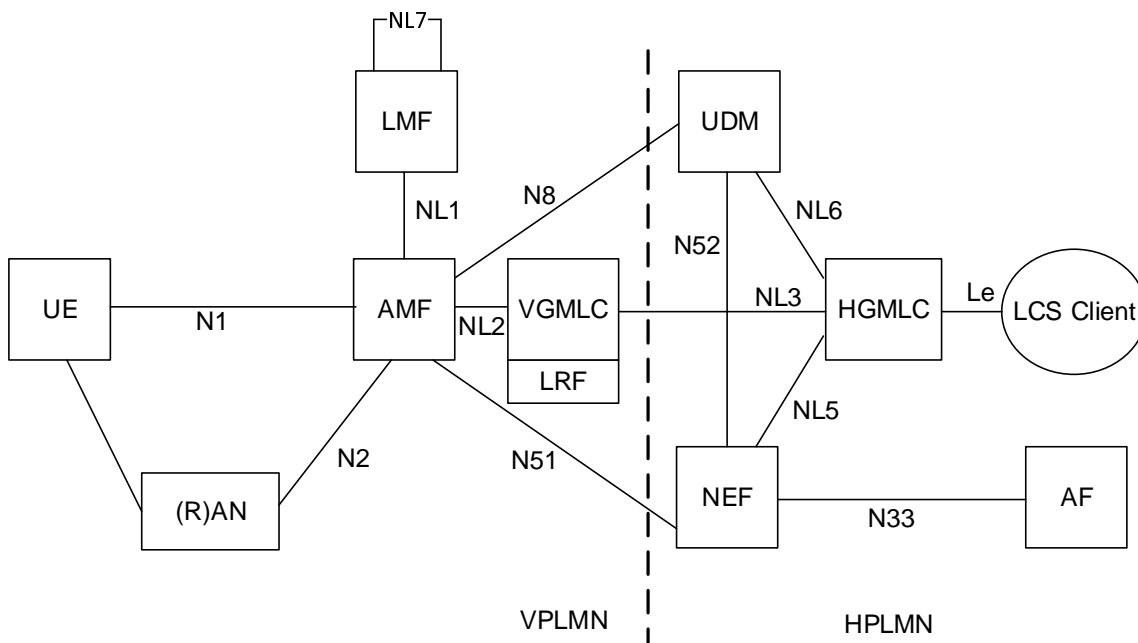 NL7
LMF
UDM
N8
NL1
NL6
N52
UE
N1
AMF
NL2
VGMLC
LRF
NL3
HGMLC
Le
LCS Client
NL5
N2
N51
(R)AN
NEF
N33
AF
VPLMN
HPLMN